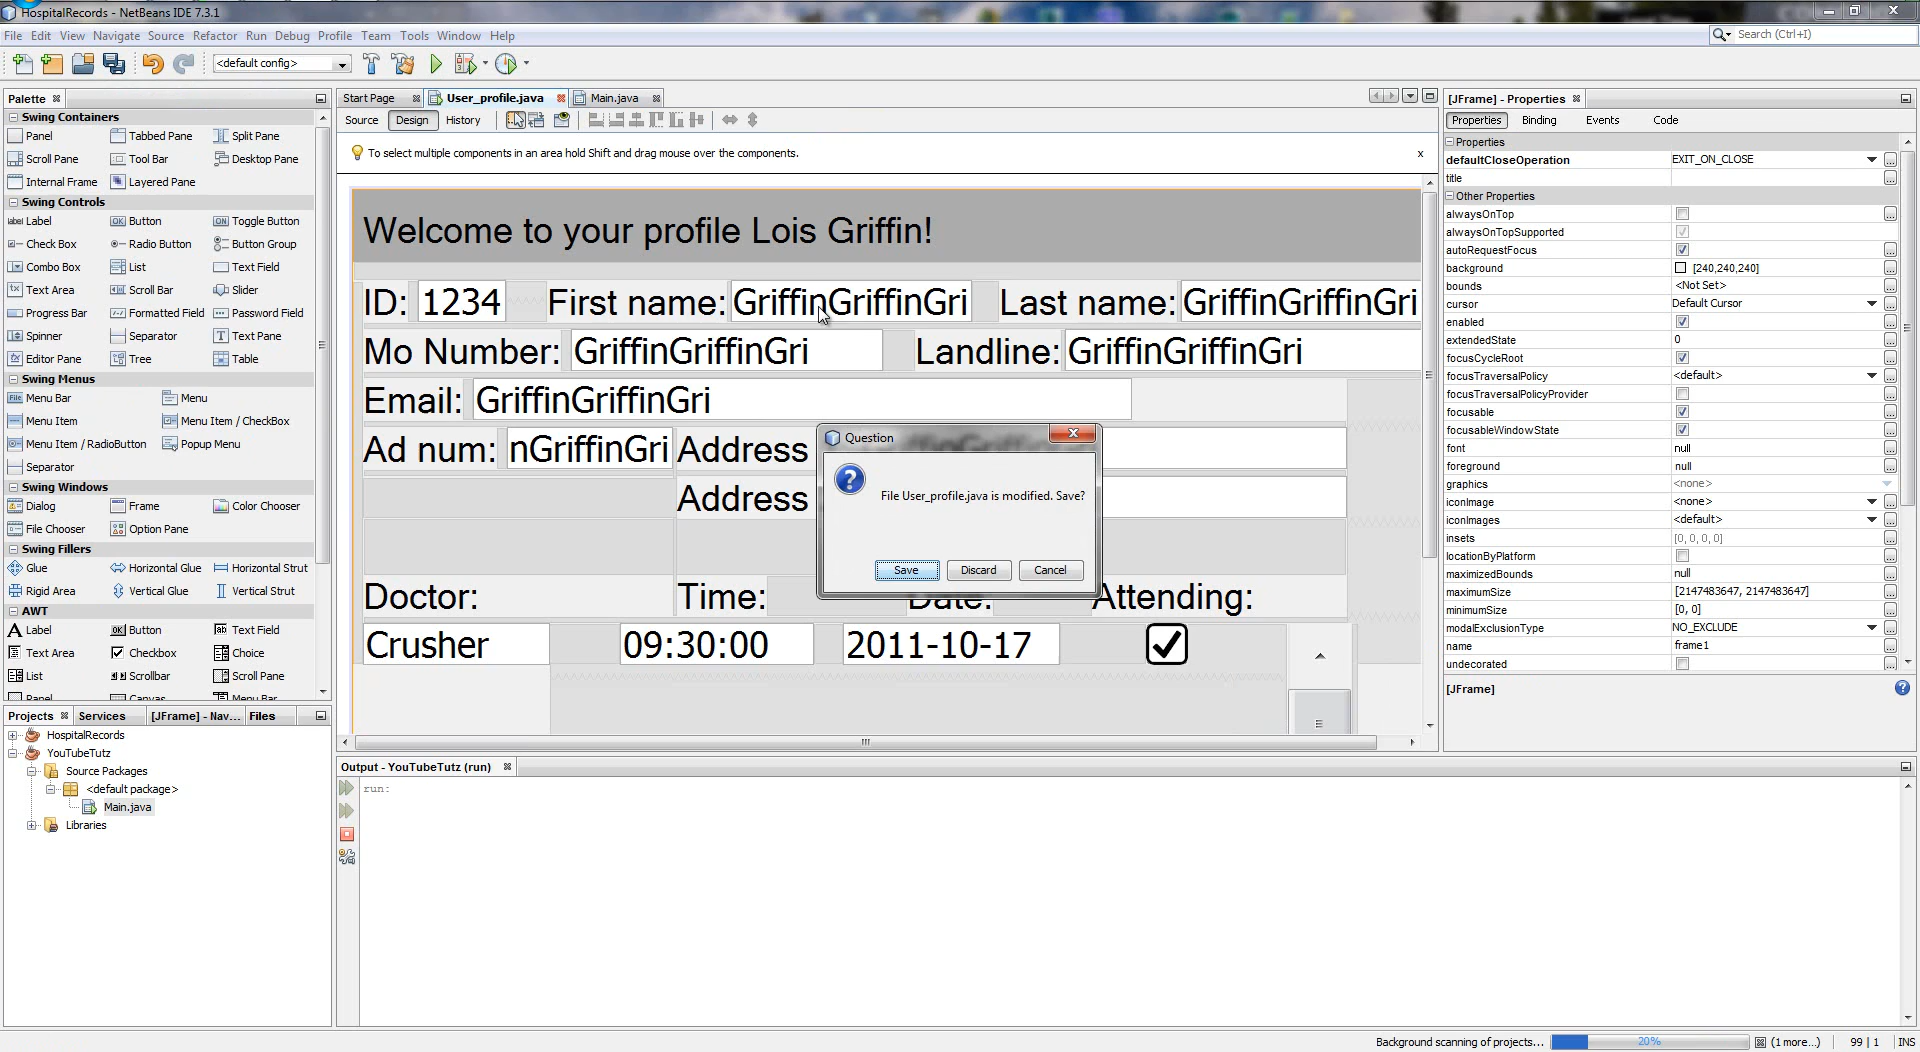 HospitalRecords - NetBeans IDE 7.3.1
File Edit View Navigate Source Refactor Run Debug Profile Team Tools Window Help
Search (Ctrl+I)
<default config>
Palette
Start Page User_profile.java Main.java
[JFrame] - Properties
Swing Containers
Source Design History
Properties Binding Events Code
Panel Tabbed Pane Split Pane
Scroll Pane Tool Bar Desktop Pane
Internal Frame Layered Pane
Swing Controls
Label Button Toggle Button
Check Box Radio Button Button Group
Combo Box List Text Field
Text Area Scroll Bar Slider
Progress Bar Formatted Field Password Field
Spinner Separator Text Pane
Editor Pane Tree Table
Swing Menus
Menu Bar Menu
Menu Item Menu Item / CheckBox
Menu Item / RadioButton Popup Menu
Separator
Swing Windows
Dialog Frame Color Chooser
File Chooser Option Pane
Swing Fillers
Glue Horizontal Glue Horizontal Strut
Rigid Area Vertical Glue Vertical Strut
AWT
Label Button Text Field
Text Area Checkbox Choice
List Scrollbar Scroll Pane
Panel Canvas Menu Bar
To select multiple components in an area hold Shift and drag mouse over the components.
Welcome to your profile Lois Griffin!
ID: 1234 First name: GriffinGriffinGri Last name: GriffinGriffinGri
Mo Number: GriffinGriffinGri Landline: GriffinGriffinGri
Email: GriffinGriffinGri
Ad num: nGriffinGri Address
Address
Doctor: Time: Date: Attending:
Crusher 09:30:00 2011-10-17
Question
File User_profile.java is modified. Save?
Save Discard Cancel
Properties
defaultCloseOperation EXIT_ON_CLOSE
title
Other Properties
alwaysOnTop
alwaysOnTopSupported
autoRequestFocus
background [240,240,240]
bounds <Not Set>
cursor Default Cursor
enabled
extendedState 0
focusCycleRoot
focusTraversalPolicy <default>
focusTraversalPolicyProvider
focusable
focusableWindowState
font null
foreground null
graphics <none>
iconImage <none>
iconImages <default>
insets [0, 0, 0, 0]
locationByPlatform
maximizedBounds null
maximumSize [2147483647, 2147483647]
minimumSize [0, 0]
modalExclusionType NO_EXCLUDE
name frame1
undecorated
[JFrame]
Projects Services [JFrame] - Nav... Files
HospitalRecords
YouTubeTutz
Source Packages
<default package>
Main.java
Libraries
Output - YouTubeTutz (run)
run:
Background scanning of projects... 20% (1 more...) 99 | 1 INS